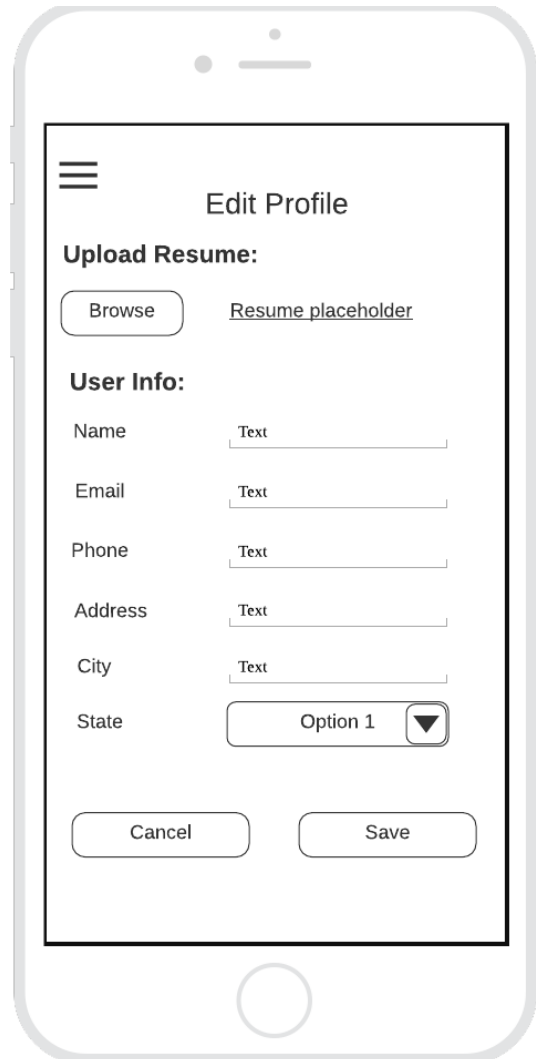 Edit Profile
Upload Resume:
Browse Resume placeholder
User Info:
Name Text
Email Text
Phone Text
Address Text
City Text
State Option 1
Cancel Save